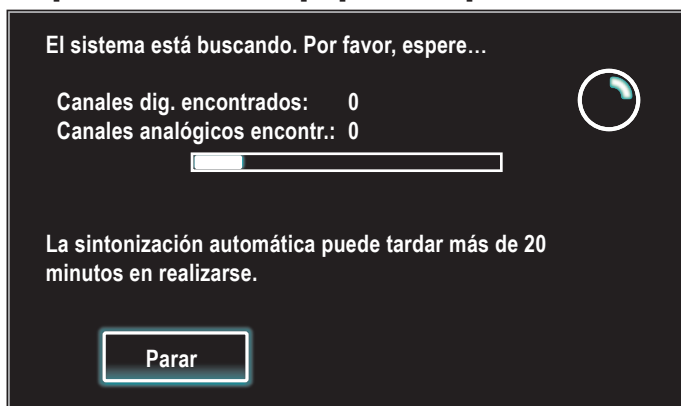 El sistema está buscando. Por favor, espere…
Canales dig. encontrados: 0
Canales analógicos encontr.: 0
La sintonización automática puede tardar más de 20
minutos en realizarse.
Parar